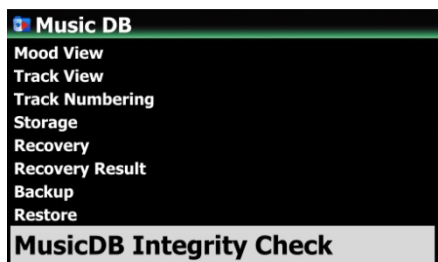 Music DB
Mood View
Track View
Track Numbering
Storage
Recovery
Recovery Result
Backup
Restore
MusicDB Integrity Check